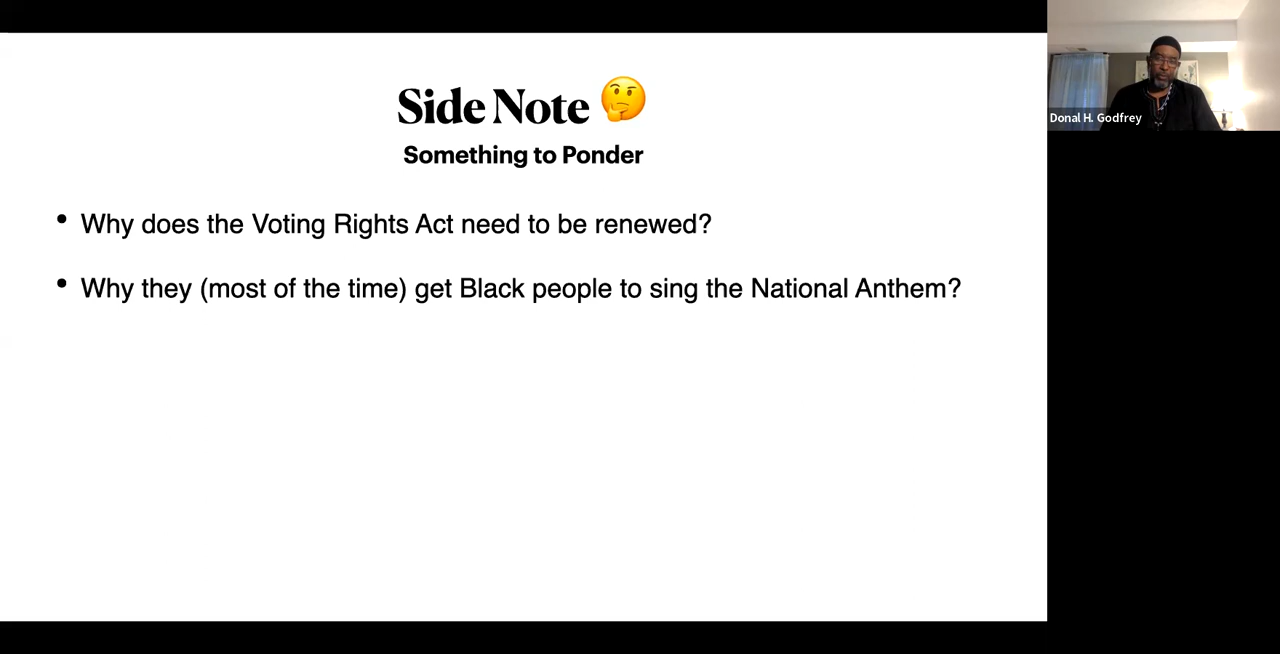 Side Note 🤔
Something to Ponder
• Why does the Voting Rights Act need to be renewed?
• Why they (most of the time) get Black people to sing the National Anthem?
Donal H. Godfrey